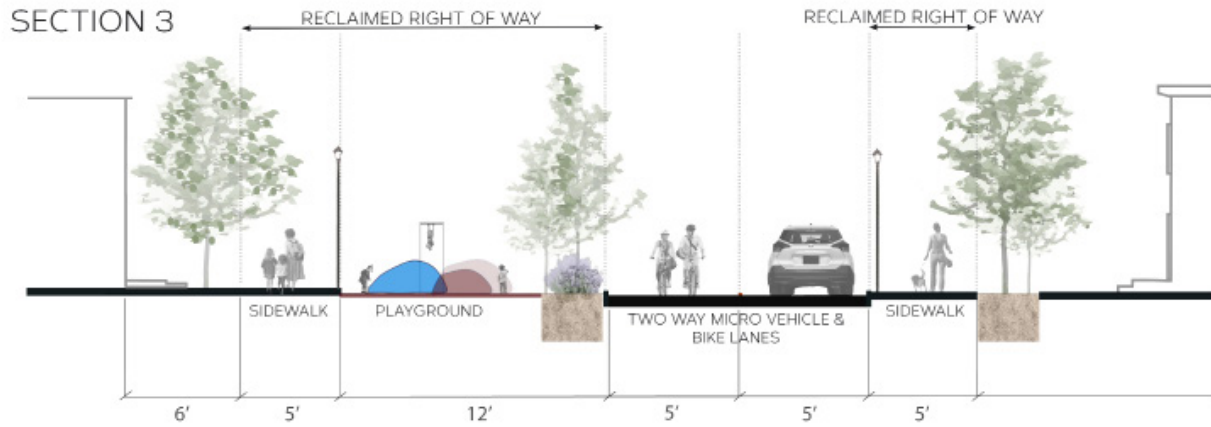 SECTION 3
RECLAIMED RIGHT OF WAY
RECLAIMED RIGHT OF WAY
SIDEWALK
PLAYGROUND
TWO WAY MICRO VEHICLE &
BIKE LANES
SIDEWALK
6'
5'
12'
5'
5'
5'